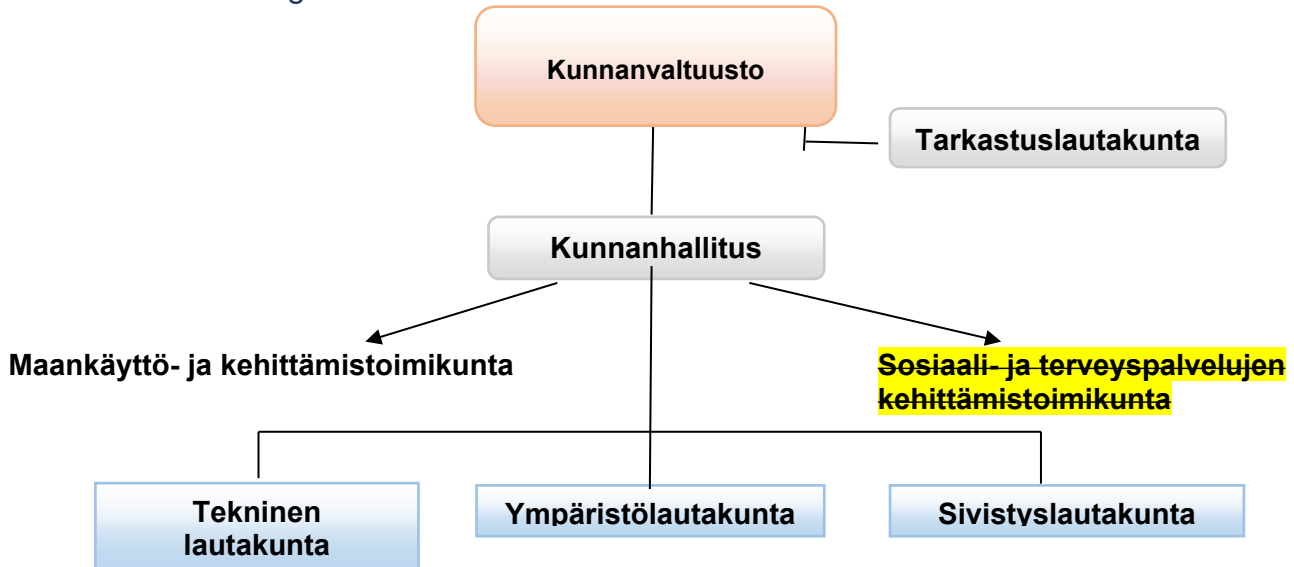 Kunnanvaltuusto
Tarkastuslautakunta
Kunnanhallitus
Maankäyttö- ja kehittämistoimikunta
Sosiaali- ja terveyspalvelujen
kehittämistoimikunta
Tekninen
lautakunta
Ympäristölautakunta
Sivistyslautakunta